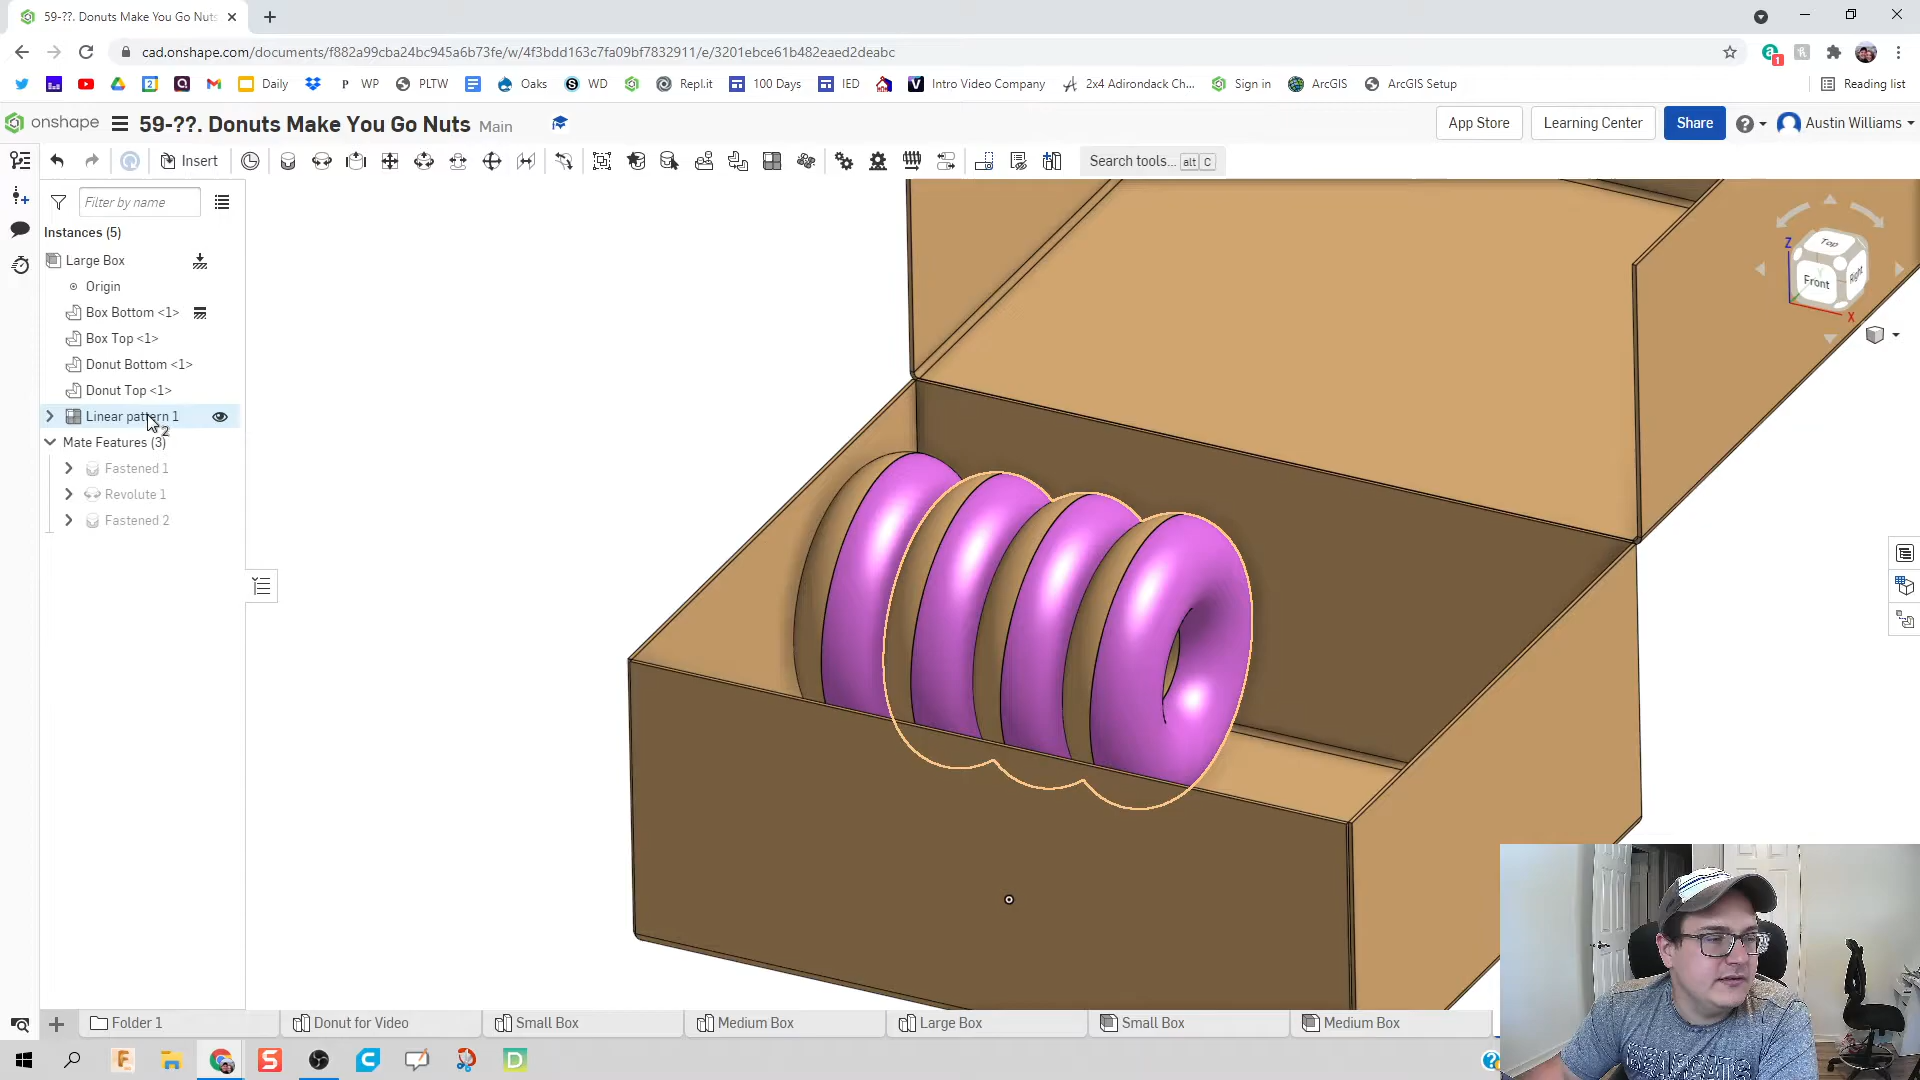 59-??. Donuts Make You Go Nuts
cad.onshape.com/documents/f882a99cba24bc945a6b73fe/w/4f3bdd163c7fa09bf7832911/e/3201ebce61b482eaed2deabc
Daily
WP
PLTW
Oaks
WD
Repl.it
100 Days
IED
Intro Video Company
2x4 Adirondack Ch...
Sign in
ArcGIS
ArcGIS Setup
Reading list
onshape
59-??. Donuts Make You Go Nuts Main
App Store
Learning Center
Share
Austin Williams
Insert
Search tools... alt C
Filter by name
Instances (5)
Large Box
Origin
Box Bottom <1>
Box Top <1>
Donut Bottom <1>
Donut Top <1>
Linear pattern 1
Mate Features (3)
Fastened 1
Revolute 1
Fastened 2
Top
Front
Right
Z
X
Folder 1
Donut for Video
Small Box
Medium Box
Large Box
Small Box
Medium Box